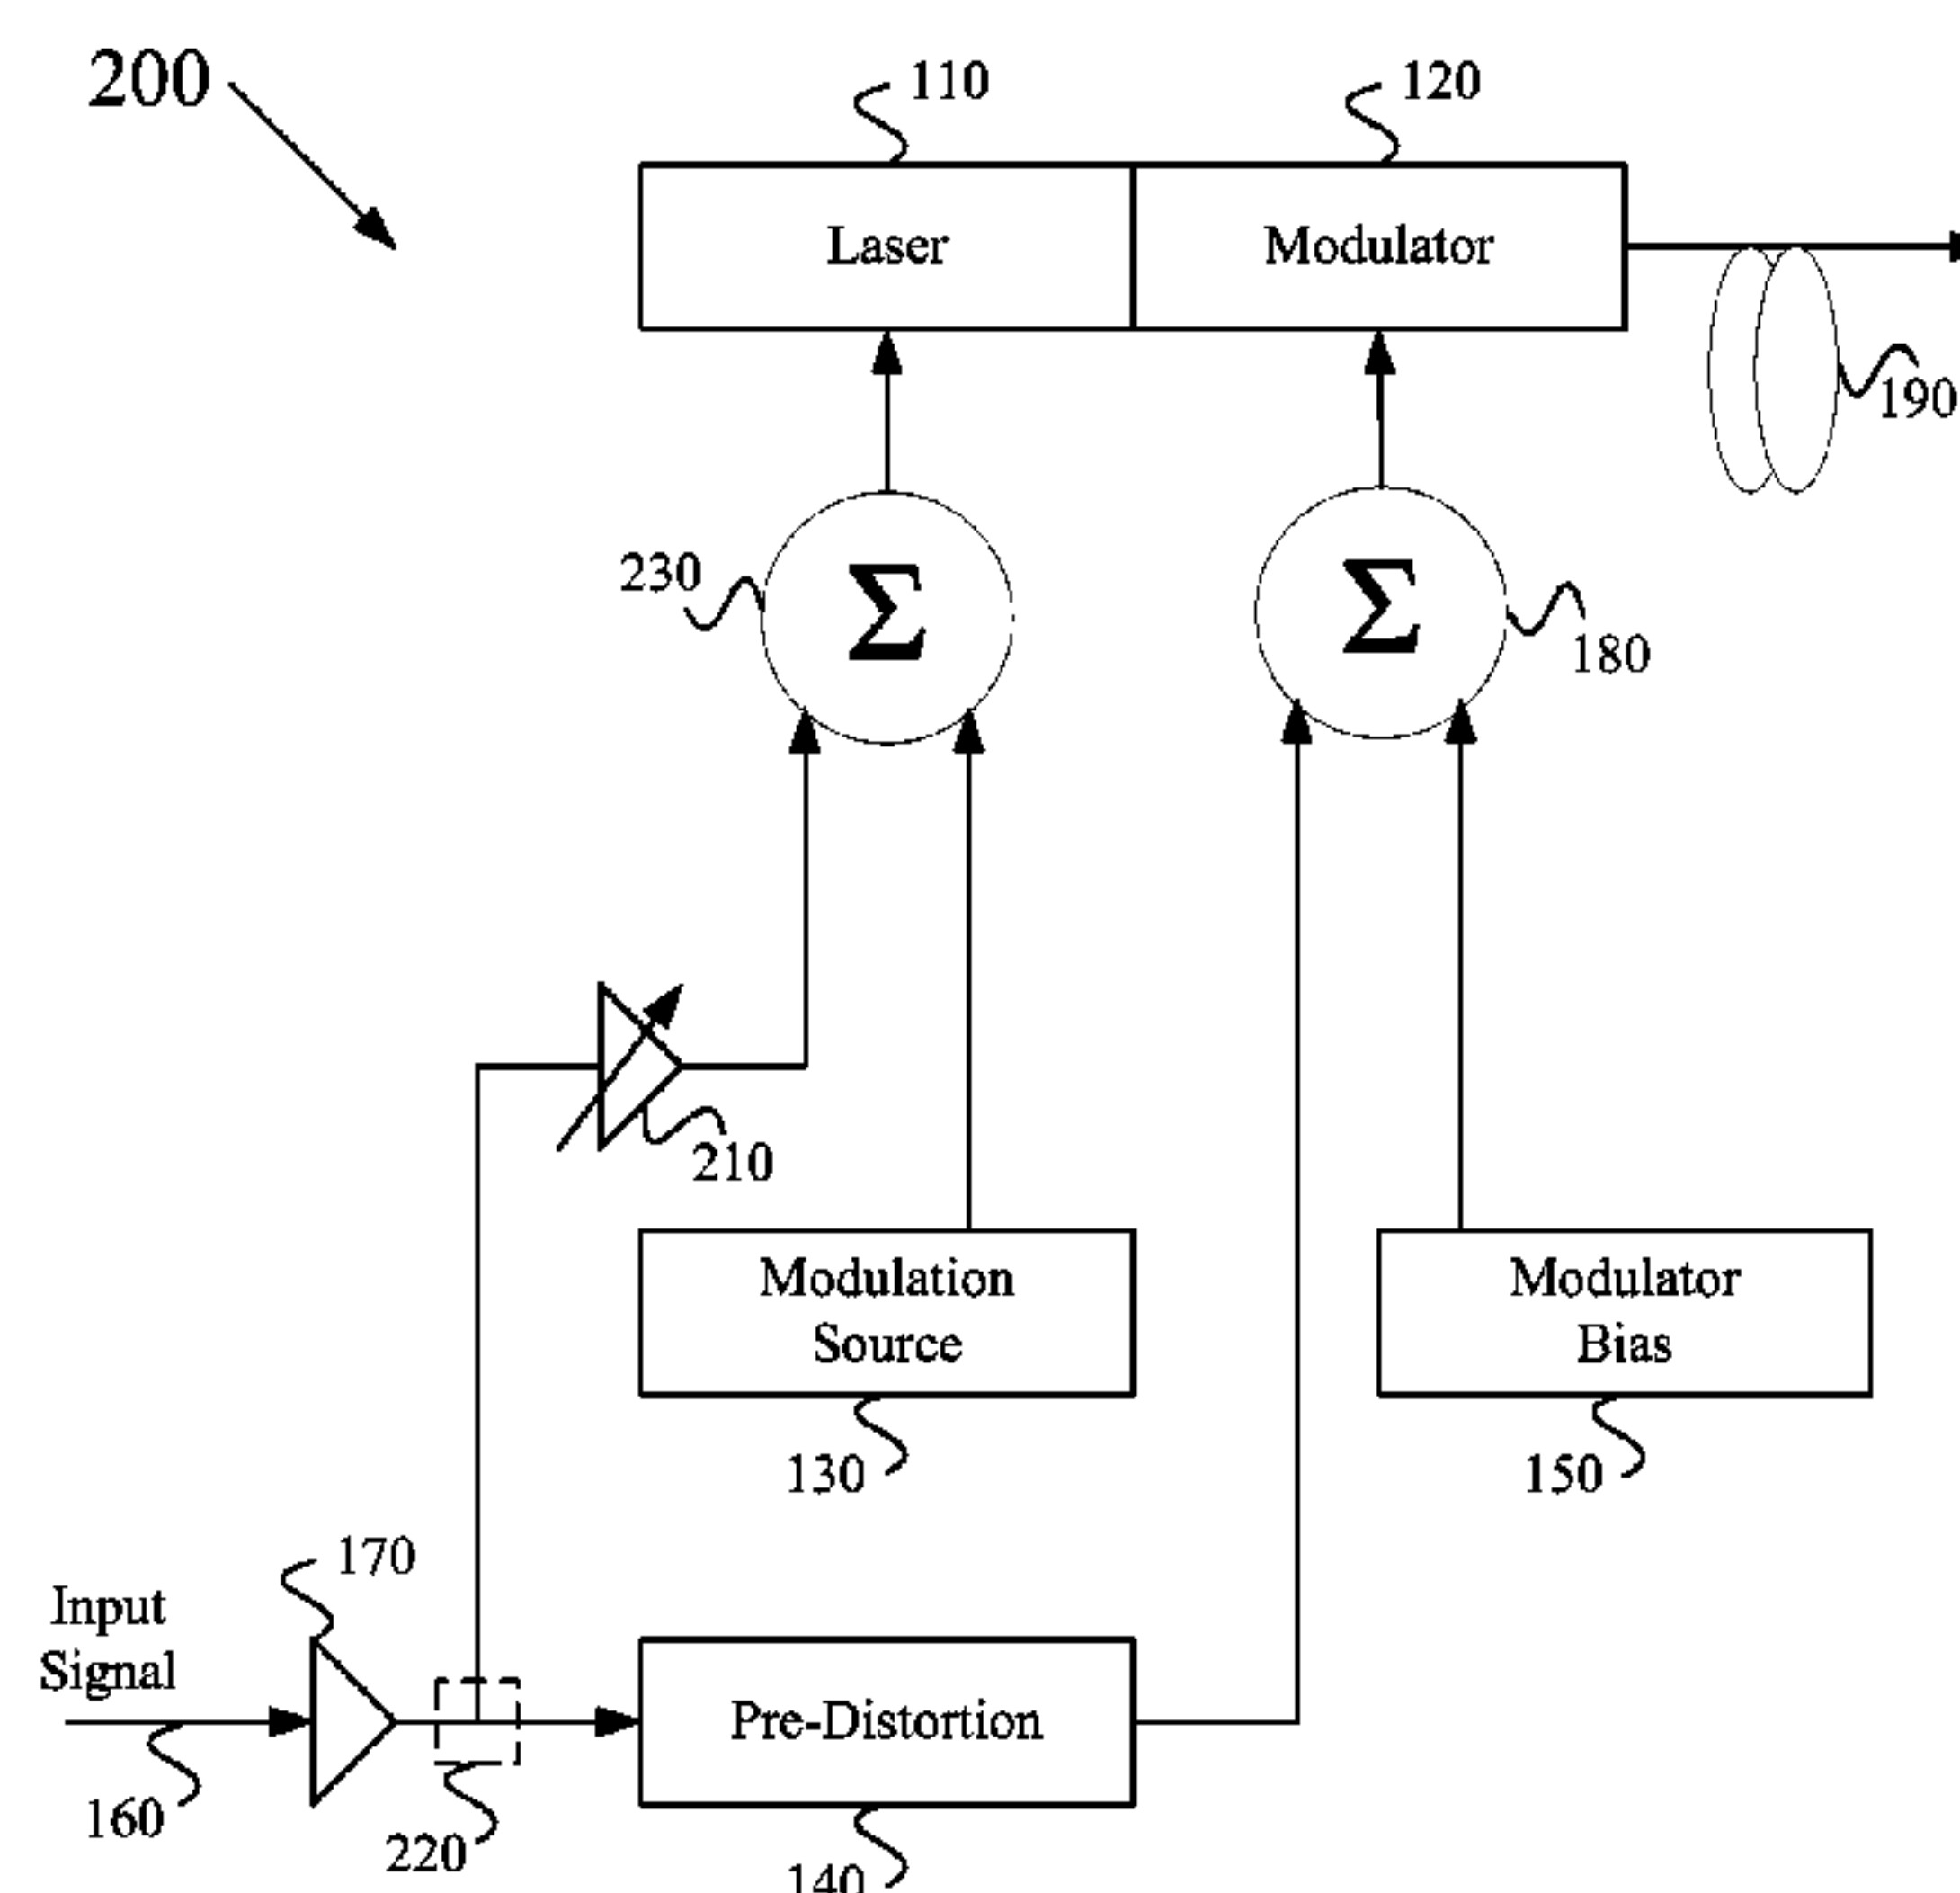 200
110
120
Laser
Modulator
190
230
Σ
Σ
180
210
Modulation
Source
Modulator
Bias
130
150
170
Input
Signal
Pre-Distortion
160
220
140